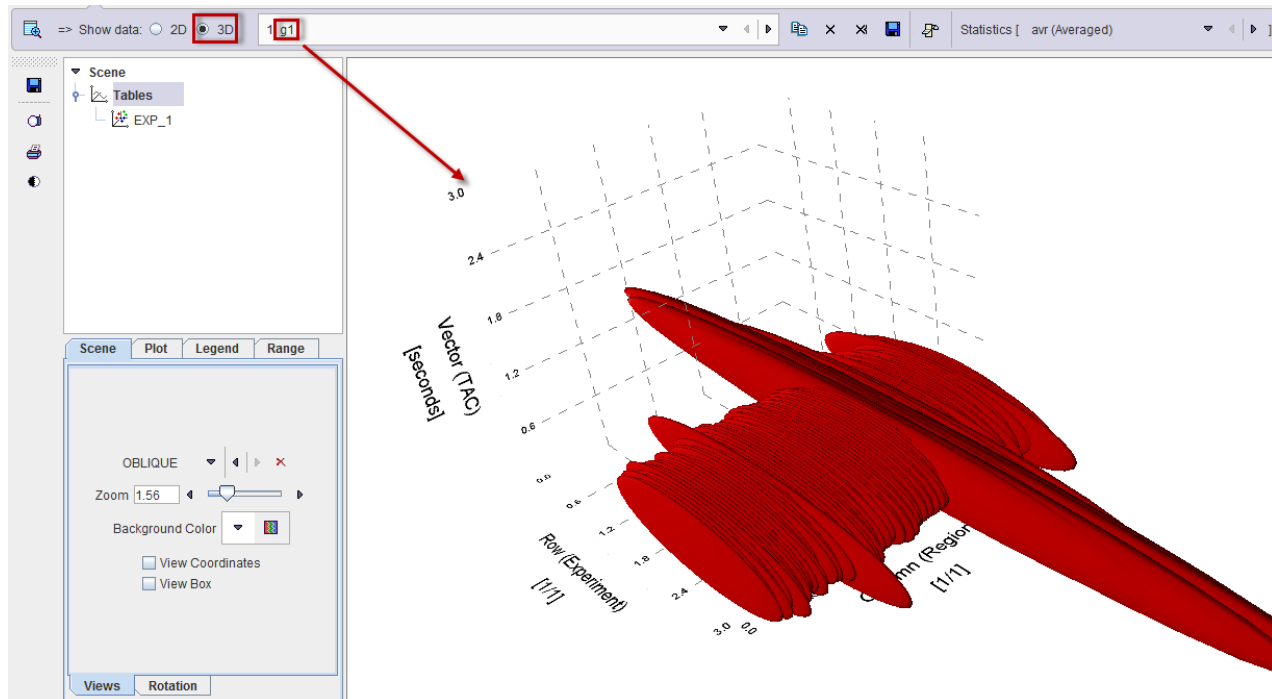 => Show data: 2D 3D 1 g1 Statistics [ avr (Averaged) ]
Scene
Tables
EXP_1
Scene Plot Legend Range
OBLIQUE
Zoom 1.56
Background Color
View Coordinates
View Box
Views Rotation
3.0
2.4
1.8
1.2
0.6
0.0
Vector (TAC)
[seconds]
0.6
1.2
1.8
2.4
3.0
Row (Experiment)
[1/1]
0.0
mn (Region
[1/1]